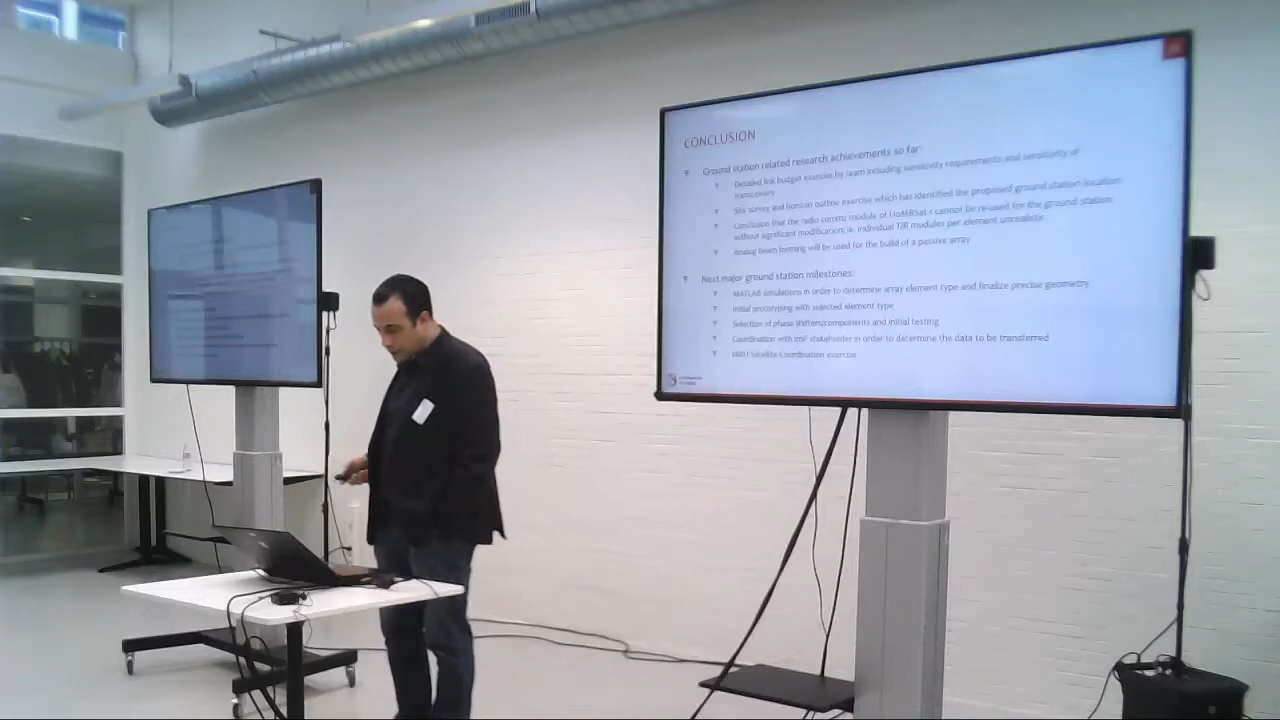 CONCLUSION
Ground station related research achievements so far:
Detailed link budget exercise by team including sensitivity requirements and sensitivity of
transceivers
Site survey and horizon outline exercise which has identified the proposed ground station location
Conclusion that the radio comms module of UoMBSat-1 cannot be re-used for the ground station
without significant modification; ie. individual T/R modules per element unrealistic
Analog beam forming will be used for the build of a passive array
Next major ground station milestones:
MATLAB simulations in order to determine array element type and finalize precise geometry
Initial prototyping with selected element type
Selection of phase shifters/components and initial testing
Coordination with stakeholder in order to determine the data to be transferred
IARU Satellite Coordination exercise